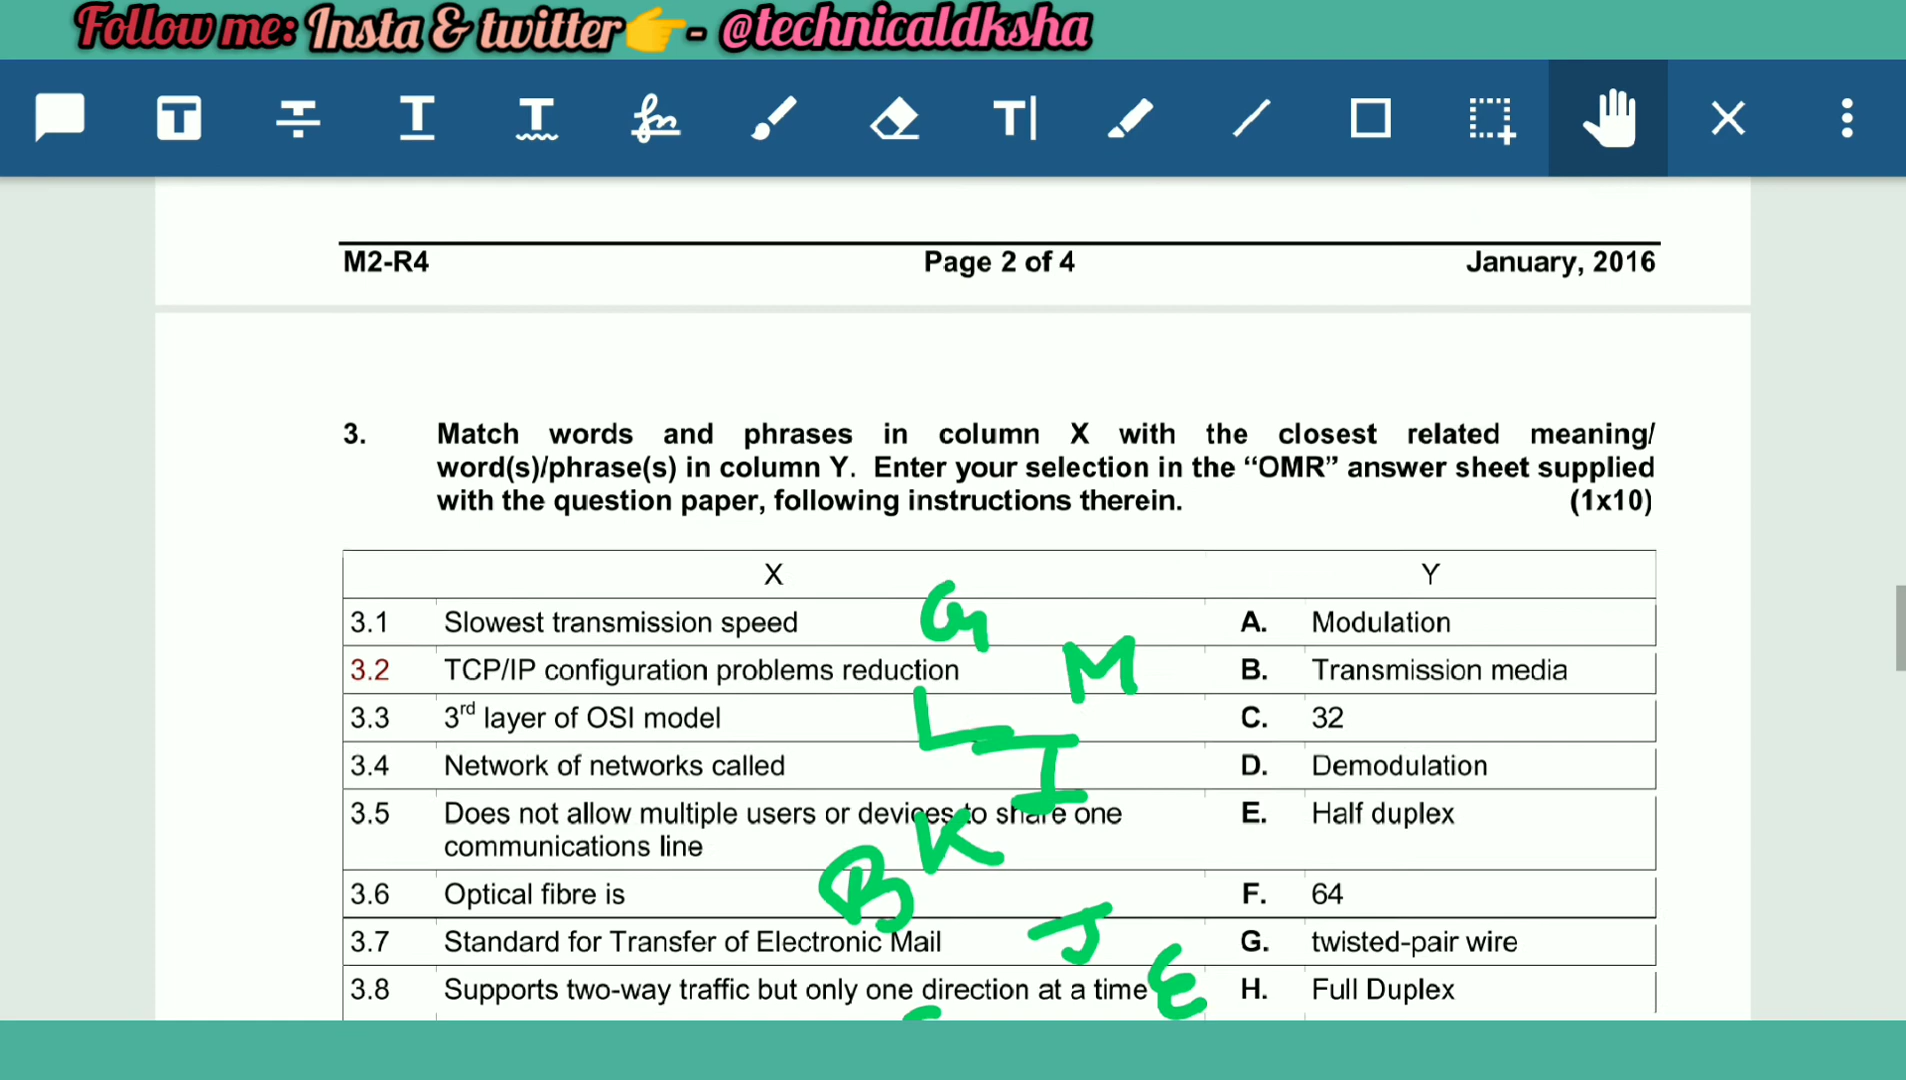 Follow me: Insta & twitter👉- @technicaldksha
M2-R4 Page 2 of 4 January, 2016
3. Match words and phrases in column X with the closest related meaning/
word(s)/phrase(s) in column Y. Enter your selection in the “OMR” answer sheet supplied
with the question paper, following instructions therein. (1x10)
X Y
3.1 Slowest transmission speed G A. Modulation
3.2 TCP/IP configuration problems reduction M B. Transmission media
3.3 3rd layer of OSI model L C. 32
3.4 Network of networks called I D. Demodulation
3.5 Does not allow multiple users or devices to share one E. Half duplex
communications line K
3.6 Optical fibre is B F. 64
3.7 Standard for Transfer of Electronic Mail J G. twisted-pair wire
3.8 Supports two-way traffic but only one direction at a time E H. Full Duplex